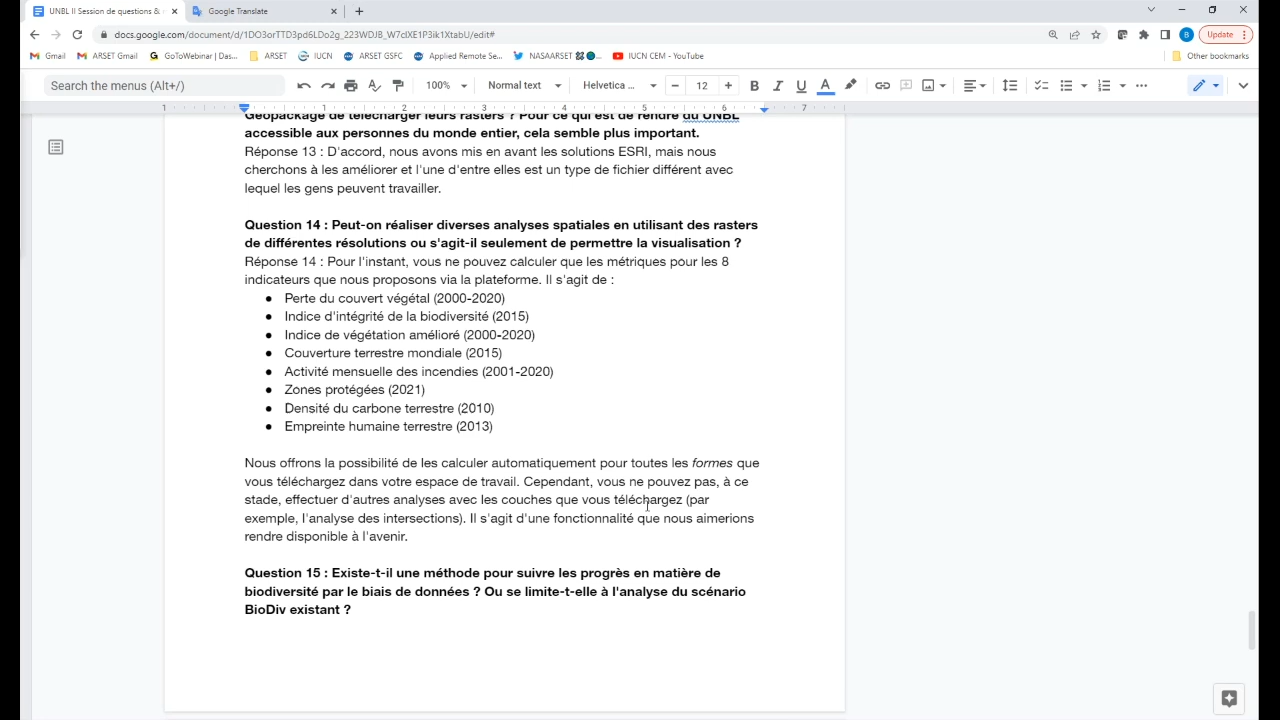 UNBL II Session de questions &
Google Translate
docs.google.com/document/d/1DO3orTTD3pd6LDo2g_223WDJB_W7clXE1P3ik1XtabU/edit#
Update
Gmail
ARSET Gmail
GoToWebinar | Das...
ARSET
IUCN
ARSET GSFC
Applied Remote Se...
NASAARSET
IUCN CEM - YouTube
Other bookmarks
Search the menus (Alt+/)
100%
Normal text
Helvetica ...
12
1 1 2 3 4 5 6 7
Geopackage de télécharger leurs rasters ? Pour ce qui est de rendre du UNBL
accessible aux personnes du monde entier, cela semble plus important.
Réponse 13 : D'accord, nous avons mis en avant les solutions ESRI, mais nous
cherchons à les améliorer et l'une d'entre elles est un type de fichier différent avec
lequel les gens peuvent travailler.
Question 14 : Peut-on réaliser diverses analyses spatiales en utilisant des rasters
de différentes résolutions ou s'agit-il seulement de permettre la visualisation ?
Réponse 14 : Pour l'instant, vous ne pouvez calculer que les métriques pour les 8
indicateurs que nous proposons via la plateforme. Il s'agit de :
● Perte du couvert végétal (2000-2020)
● Indice d'intégrité de la biodiversité (2015)
● Indice de végétation amélioré (2000-2020)
● Couverture terrestre mondiale (2015)
● Activité mensuelle des incendies (2001-2020)
● Zones protégées (2021)
● Densité du carbone terrestre (2010)
● Empreinte humaine terrestre (2013)
Nous offrons la possibilité de les calculer automatiquement pour toutes les formes que
vous téléchargez dans votre espace de travail. Cependant, vous ne pouvez pas, à ce
stade, effectuer d'autres analyses avec les couches que vous téléchargez (par
exemple, l'analyse des intersections). Il s'agit d'une fonctionnalité que nous aimerions
rendre disponible à l'avenir.
Question 15 : Existe-t-il une méthode pour suivre les progrès en matière de
biodiversité par le biais de données ? Ou se limite-t-elle à l'analyse du scénario
BioDiv existant ?